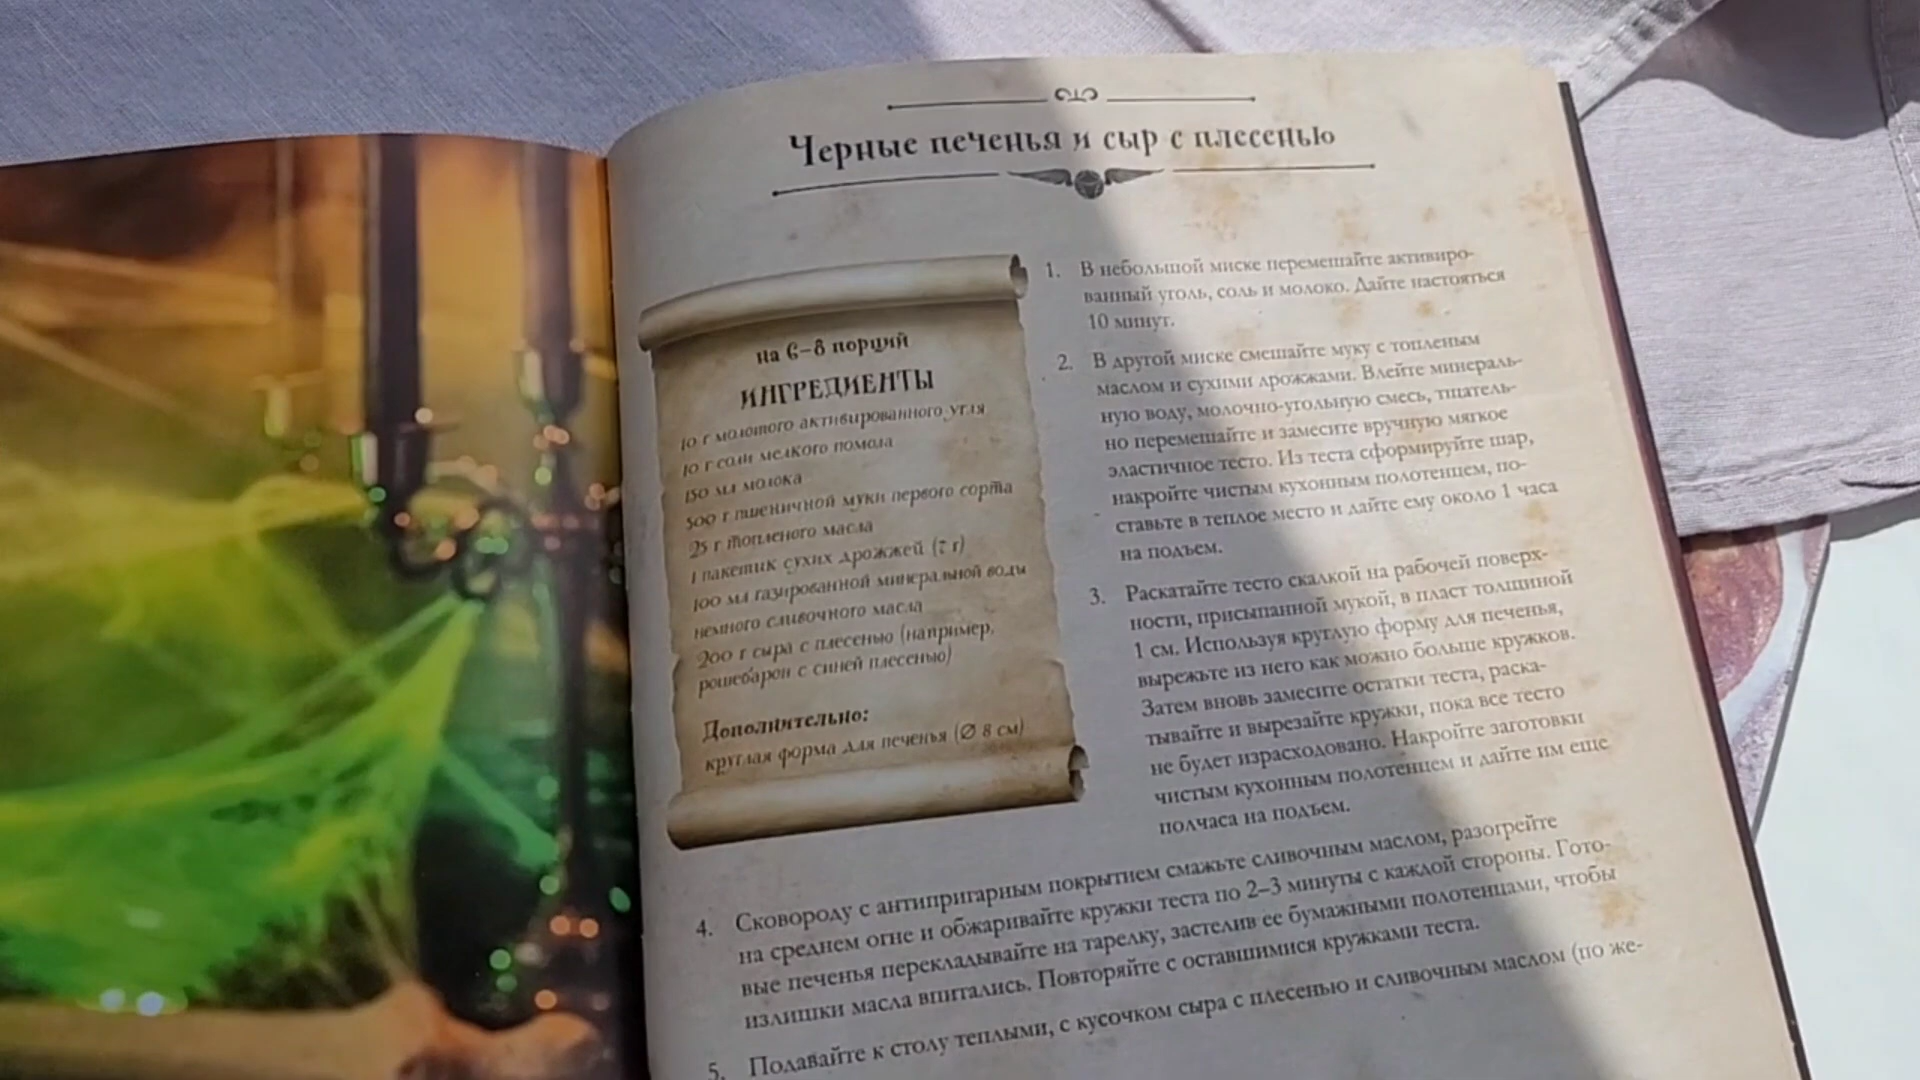 Черные печенья и сыр с плесенью
на 6–8 порций
ИНГРЕДИЕНТЫ
10 г молотого активированного угля
10 г соли мелкого помола
150 мл молока
500 г пшеничной муки первого сорта
25 г топленого масла
1 пакетик сухих дрожжей (7 г)
100 мл газированной минеральной воды
немного сливочного масла
200 г сыра с плесенью (например,
рошебарон с синей плесенью)
Дополнительно:
круглая форма для печенья (Ø 8 см)
1. В небольшой миске перемешайте активиро-
ванный уголь, соль и молоко. Дайте настояться
10 минут.
2. В другой миске смешайте муку с топленым
маслом и сухими дрожжами. Влейте минераль-
ную воду, молочно-угольную смесь, тщатель-
но перемешайте и замесите вручную мягкое
эластичное тесто. Из теста сформируйте шар,
накройте чистым кухонным полотенцем, по-
ставьте в теплое место и дайте ему около 1 часа
на подъем.
3. Раскатайте тесто скалкой на рабочей поверх-
ности, присыпанной мукой, в пласт толщиной
1 см. Используя круглую форму для печенья,
вырежьте из него как можно больше кружков.
Затем вновь замесите остатки теста, раска-
тывайте и вырезайте кружки, пока все тесто
не будет израсходовано. Накройте заготовки
чистым кухонным полотенцем и дайте им еще
полчаса на подъем.
4. Сковороду с антипригарным покрытием смажьте сливочным маслом, разогрейте
на среднем огне и обжаривайте кружки теста по 2–3 минуты с каждой стороны. Гото-
вые печенья перекладывайте на тарелку, застелив ее бумажными полотенцами, чтобы
излишки масла впитались. Повторяйте с оставшимися кружками теста.
5. Подавайте к столу теплыми, с кусочком сыра с плесенью и сливочным маслом (по же-